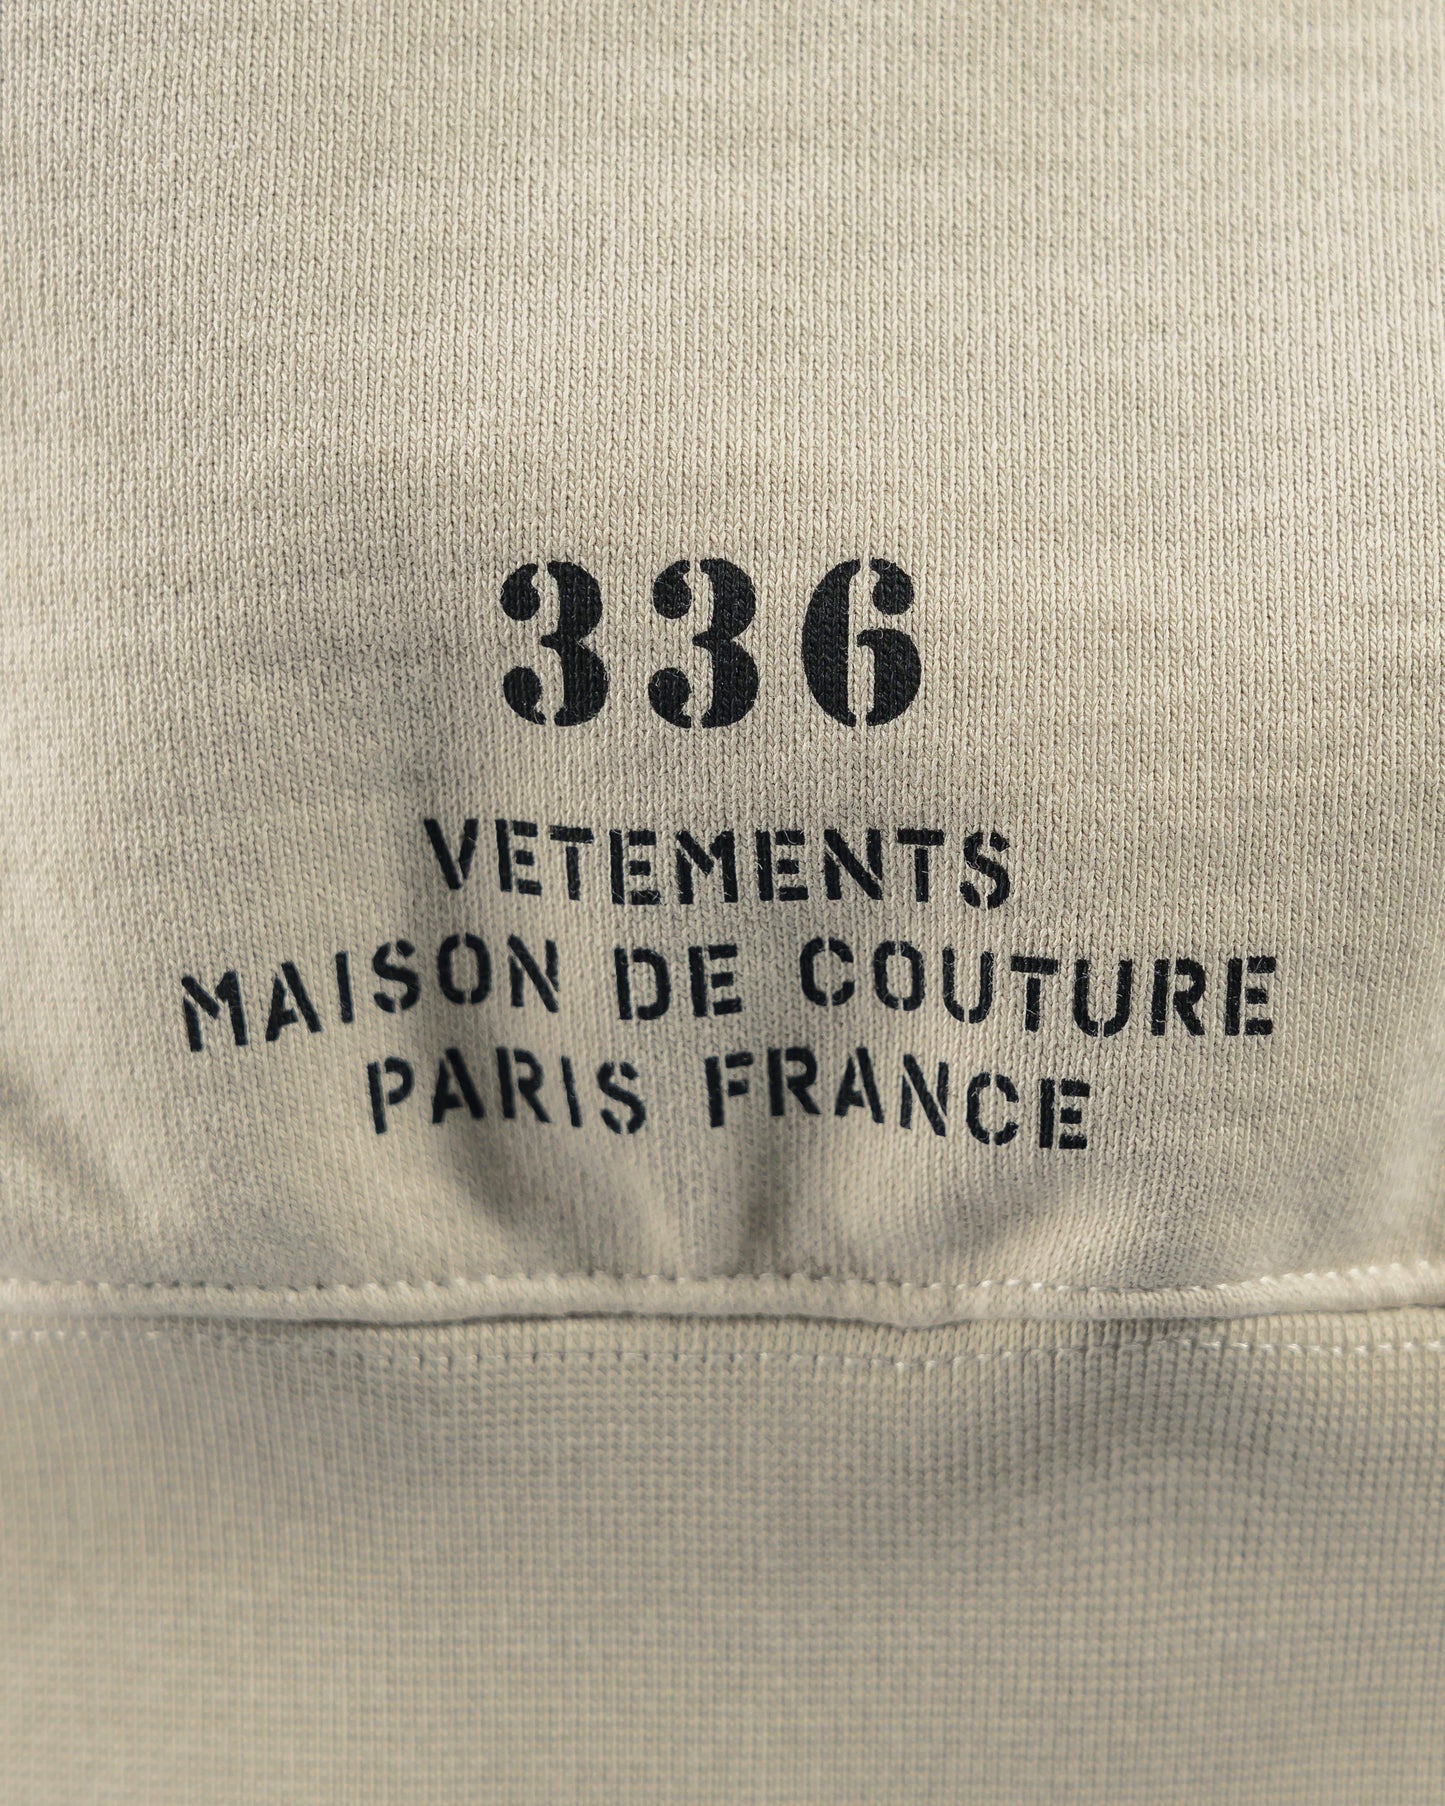 336
VETEMENTS
MAISON DE COUTURE
PARIS FRANCE